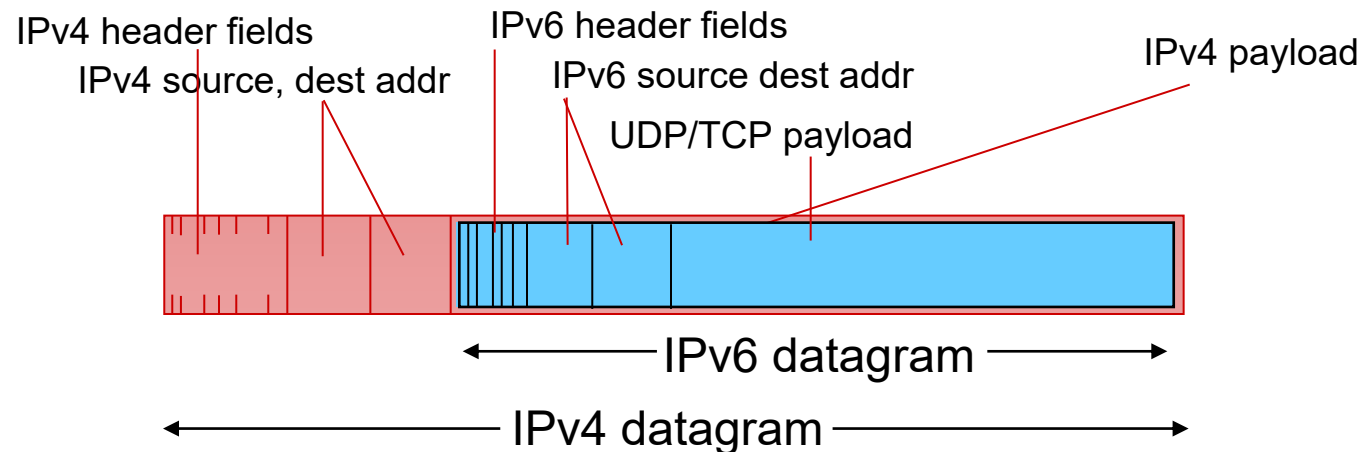 IPv4 header fields
IPv6 header fields
IPv4 payload
IPv4 source, dest addr
IPv6 source dest addr
UDP/TCP payload
IPv6 datagram
IPv4 datagram